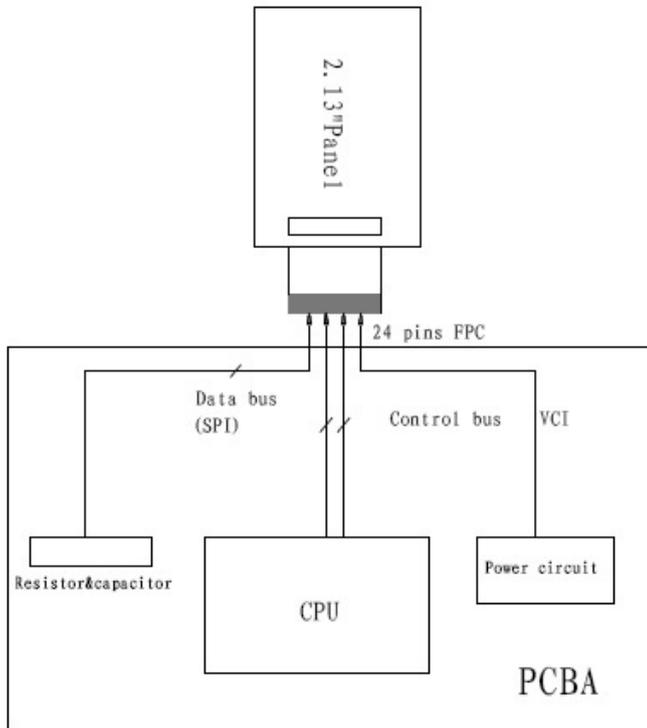 2.13"Panel
24 pins FPC
Data bus
(SPI)
Control bus
VCI
Resistor&capacitor
CPU
Power circuit
PCBA